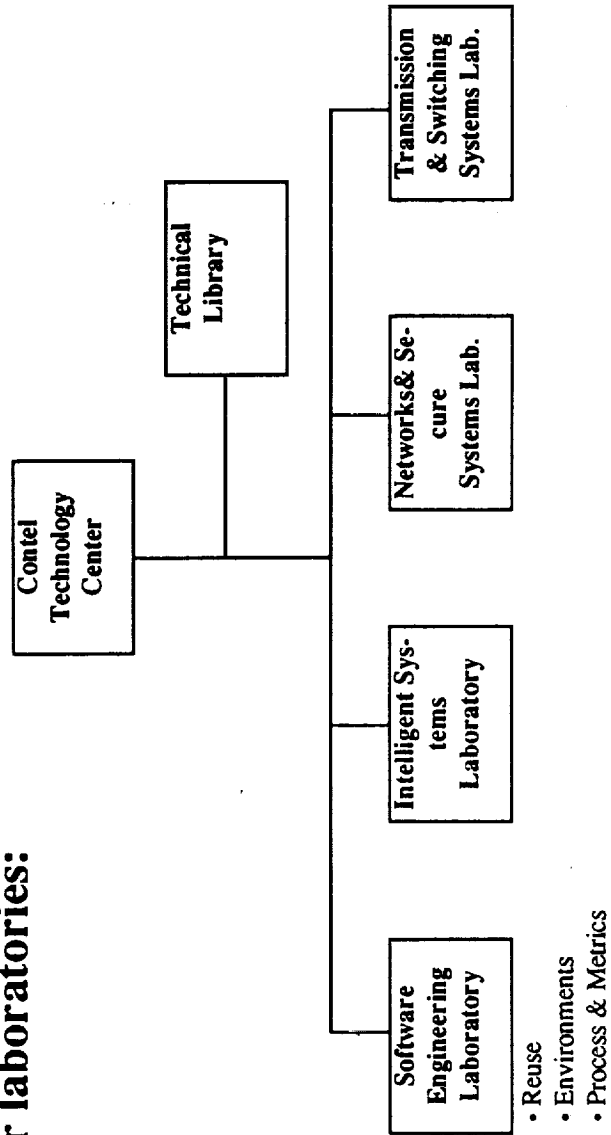 r laboratories:
Contel
Technology
Center
Technical
Library
Software
Engineering
Laboratory
Intelligent Sys-
tems
Laboratory
Networks& Se-
cure
Systems Lab.
Transmission
& Switching
Systems Lab.
• Reuse
• Environments
• Process & Metrics